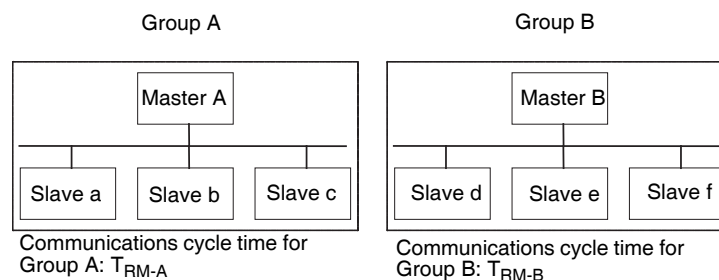 Group A
Master A
Slave a
Slave b
Slave c
Communications cycle time for
Group A: TRM-A
Group B
Master B
Slave d
Slave e
Slave f
Communications cycle time for
Group B: TRM-B